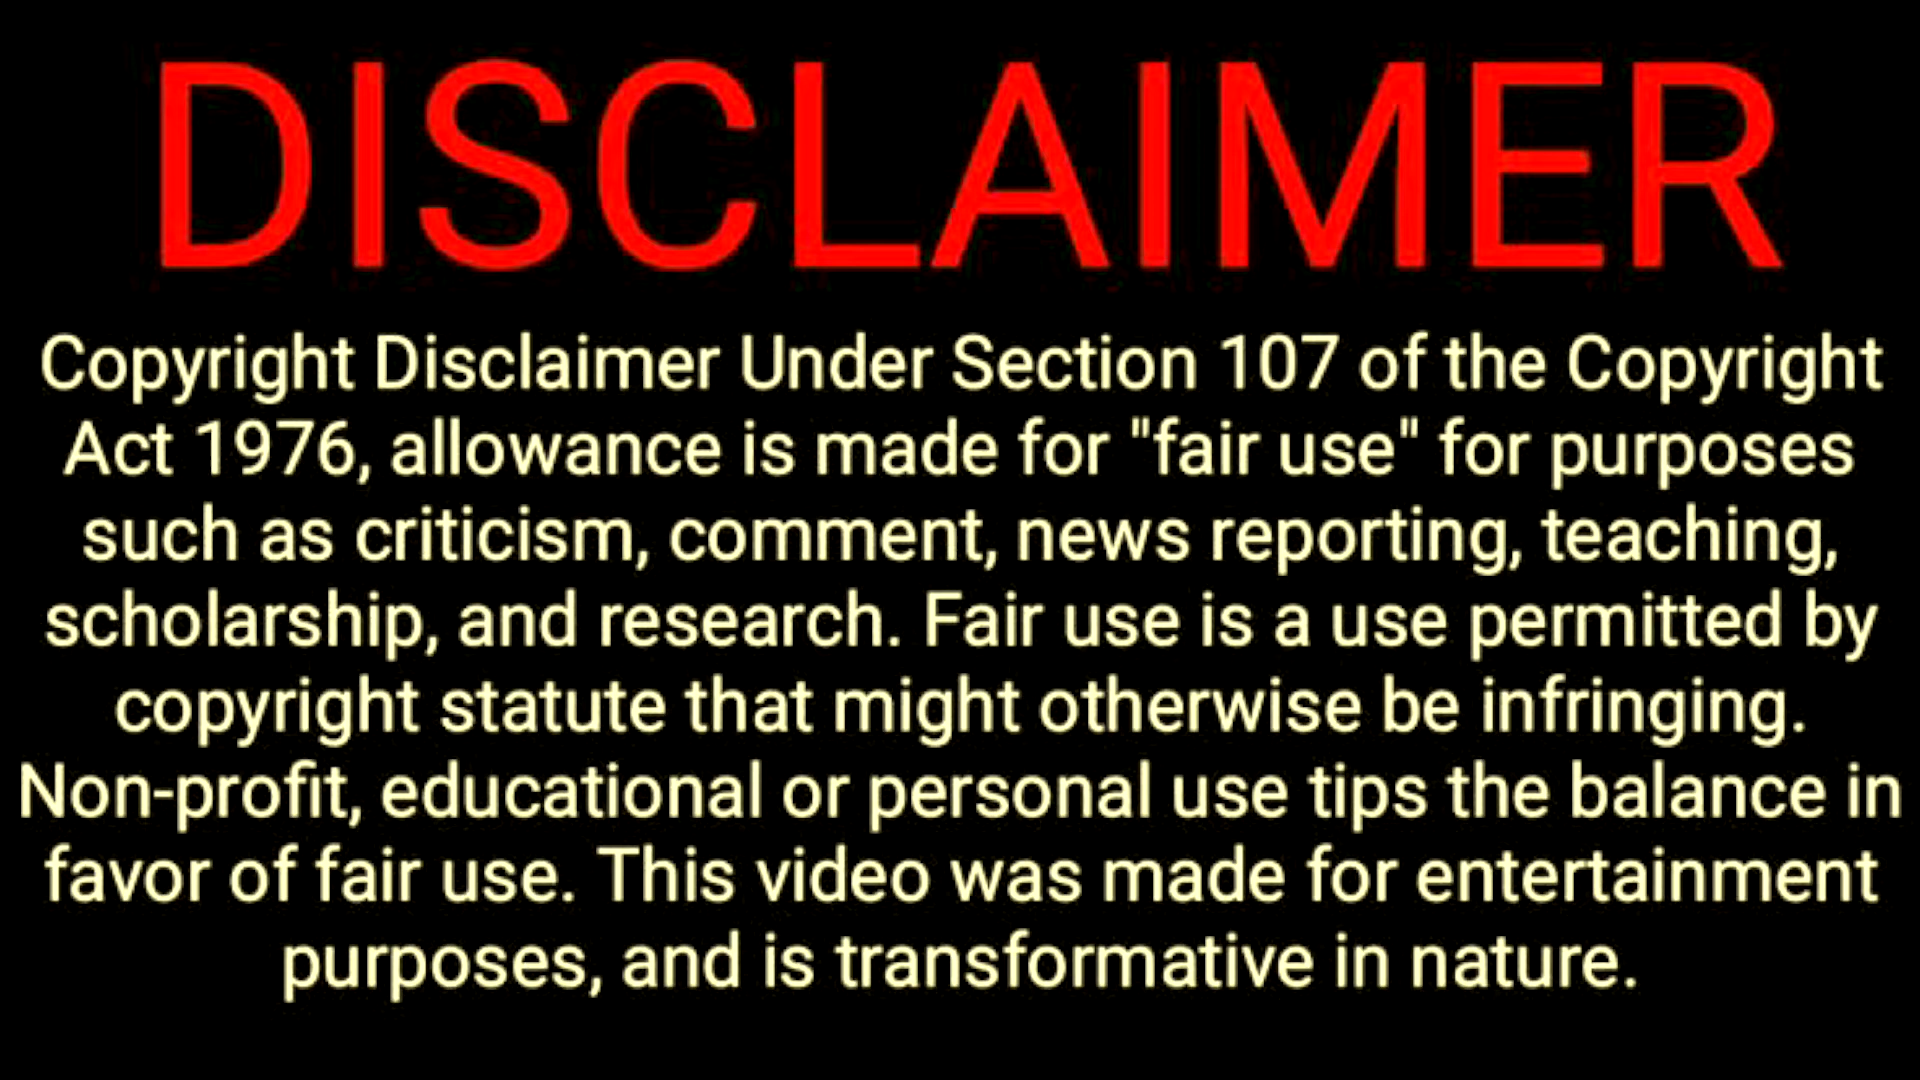 DISCLAIMER
Copyright Disclaimer Under Section 107 of the Copyright
Act 1976, allowance is made for "fair use" for purposes
such as criticism, comment, news reporting, teaching,
scholarship, and research. Fair use is a use permitted by
copyright statute that might otherwise be infringing.
Non-profit, educational or personal use tips the balance in
favor of fair use. This video was made for entertainment
purposes, and is transformative in nature.